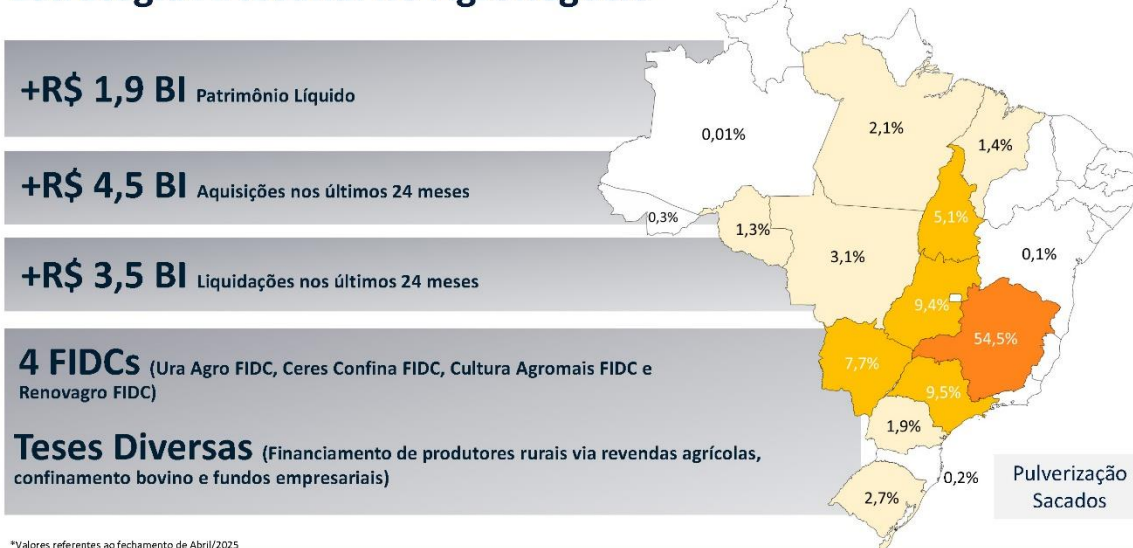 +R$ 1,9 BI Patrimônio Líquido
+R$ 4,5 BI Aquisições nos últimos 24 meses
+R$ 3,5 BI Liquidações nos últimos 24 meses
4 FIDCs (Ura Agro FIDC, Ceres Confina FIDC, Cultura Agromais FIDC e
Renovagro FIDC)
Teses Diversas (Financiamento de produtores rurais via revendas agrícolas,
confinamento bovino e fundos empresariais)
*Valores referentes ao fechamento de Abril/2025
0,01%
2,1%
1,4%
0,3%
1,3%
5,1%
3,1%
0,1%
9,4%
54,5%
7,7%
9,5%
1,9%
0,2%
2,7%
Pulverização
Sacados